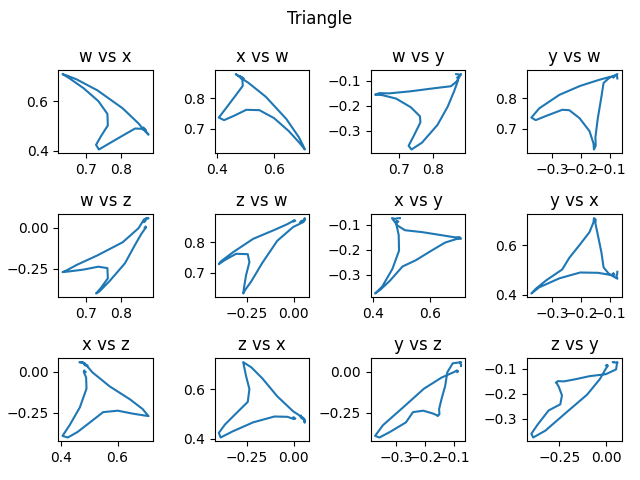 Triangle
w vs x
x vs w
w vs y
y vs w
0.6
0.4
0.7 0.8
0.8
0.7
0.4 0.6
−0.1
−0.2
−0.3
0.7 0.8
0.8
0.7
−0.3 −0.2 −0.1
w vs z
z vs w
x vs y
y vs x
0.00
−0.25
0.7 0.8
0.8
0.7
−0.25 0.00
−0.1
−0.2
−0.3
0.4 0.6
0.6
0.4
−0.3 −0.2 −0.1
x vs z
z vs x
y vs z
z vs y
0.00
−0.25
0.4 0.6
0.6
0.4
−0.25 0.00
0.00
−0.25
−0.3 −0.2 −0.1
−0.1
−0.2
−0.3
−0.25 0.00